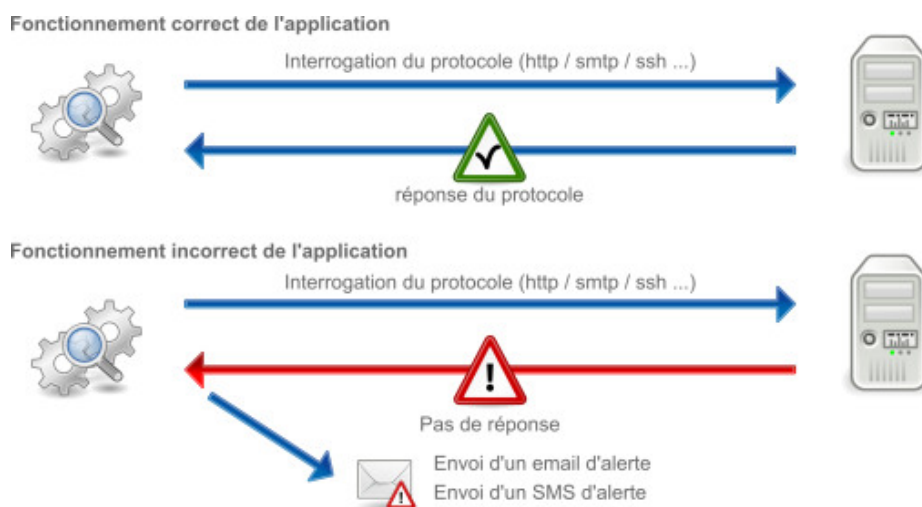 Fonctionnement correct de l'application
Interrogation du protocole (http / smtp / ssh ...)
réponse du protocole
Fonctionnement incorrect de l'application
Interrogation du protocole (http / smtp / ssh ...)
Pas de réponse
Envoi d'un email d'alerte
Envoi d'un SMS d'alerte